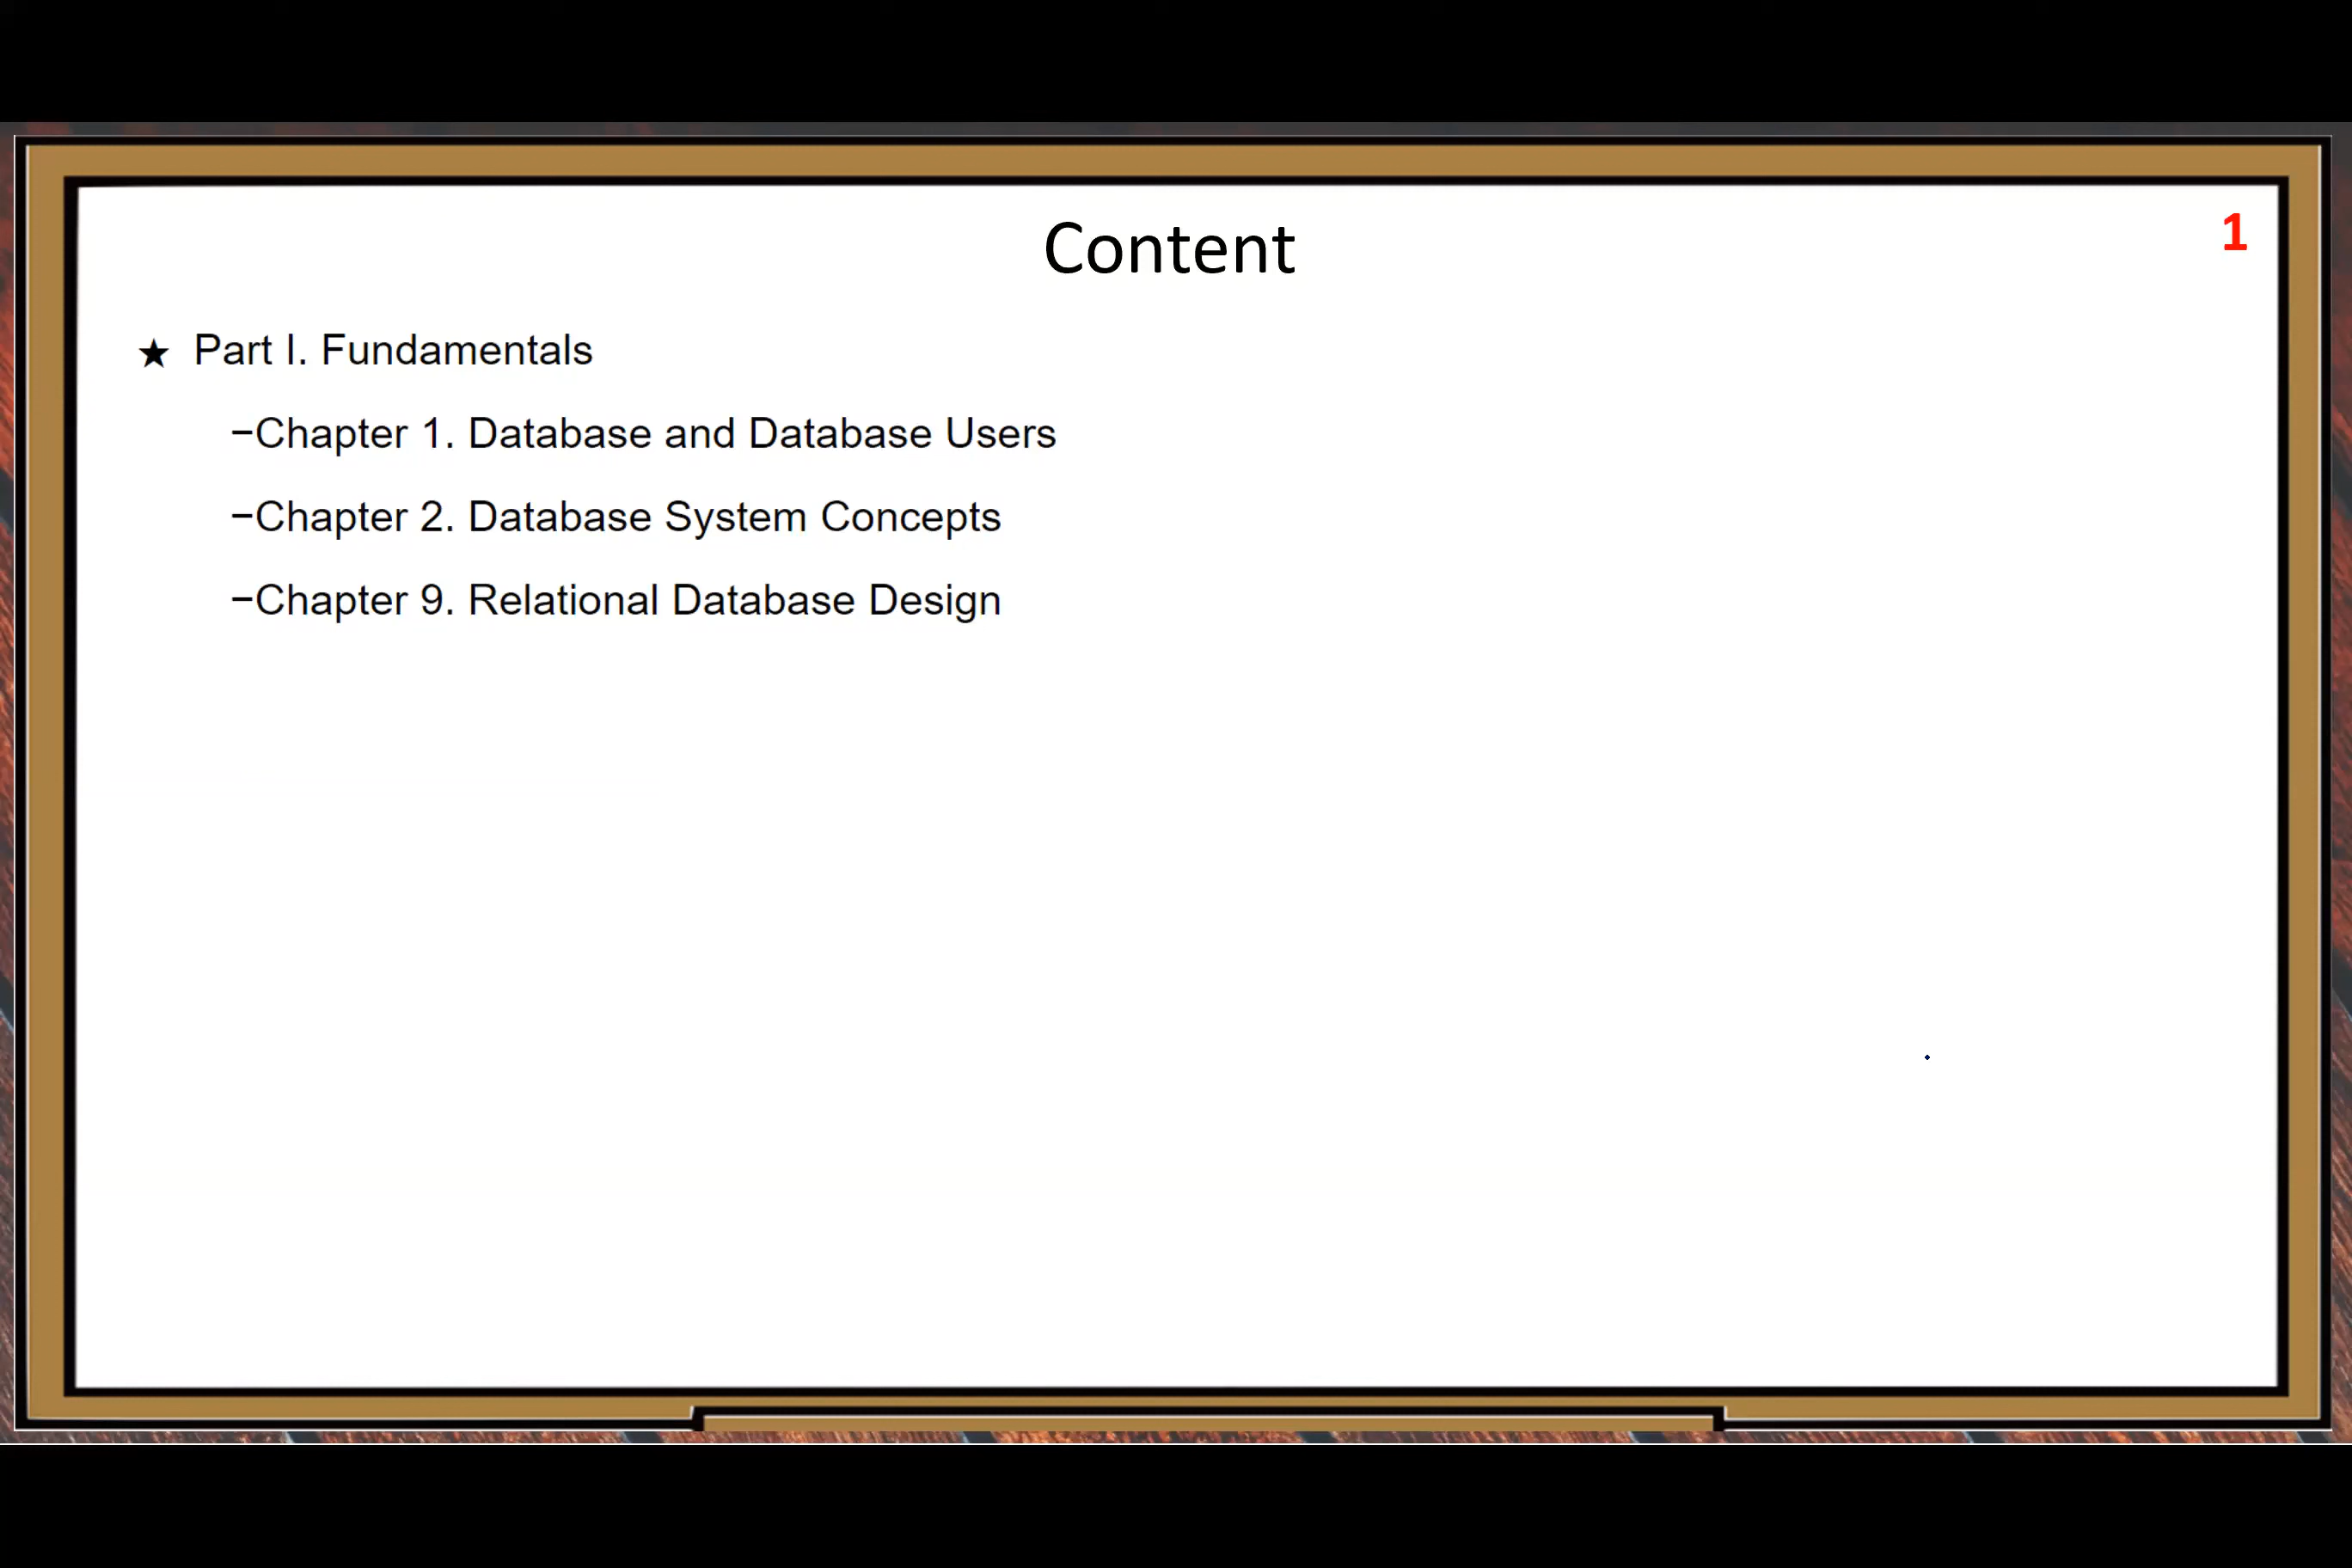 Content
1
★ Part I. Fundamentals
−Chapter 1. Database and Database Users
−Chapter 2. Database System Concepts
−Chapter 9. Relational Database Design